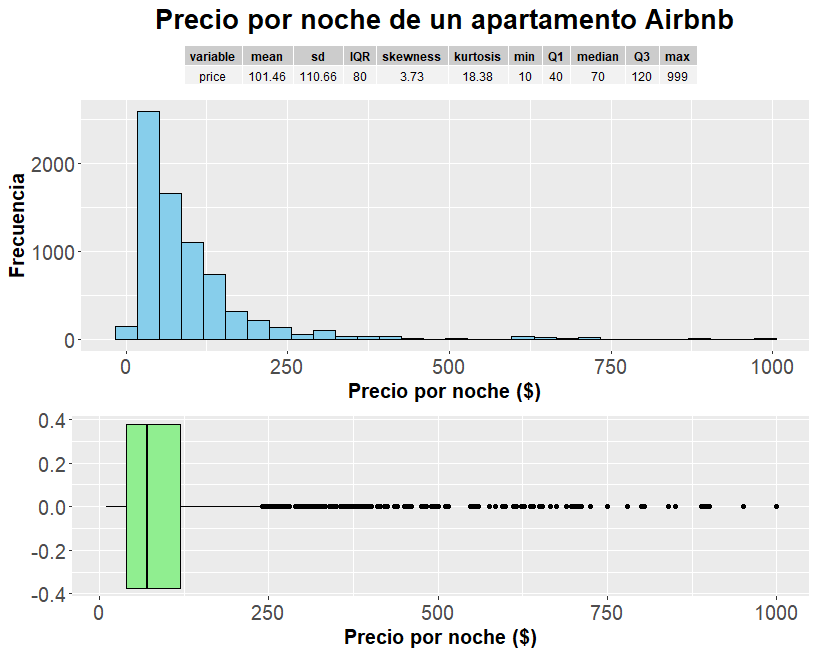 Precio por noche de un apartamento Airbnb
variable mean sd IQR skewness kurtosis min Q1 median Q3 max
price 101.46 110.66 80 3.73 18.38 10 40 70 120 999
Frecuencia
2000
1000
0
0 250 500 750 1000
Precio por noche ($)
0.4
0.2
0.0
-0.2
-0.4
0 250 500 750 1000
Precio por noche ($)